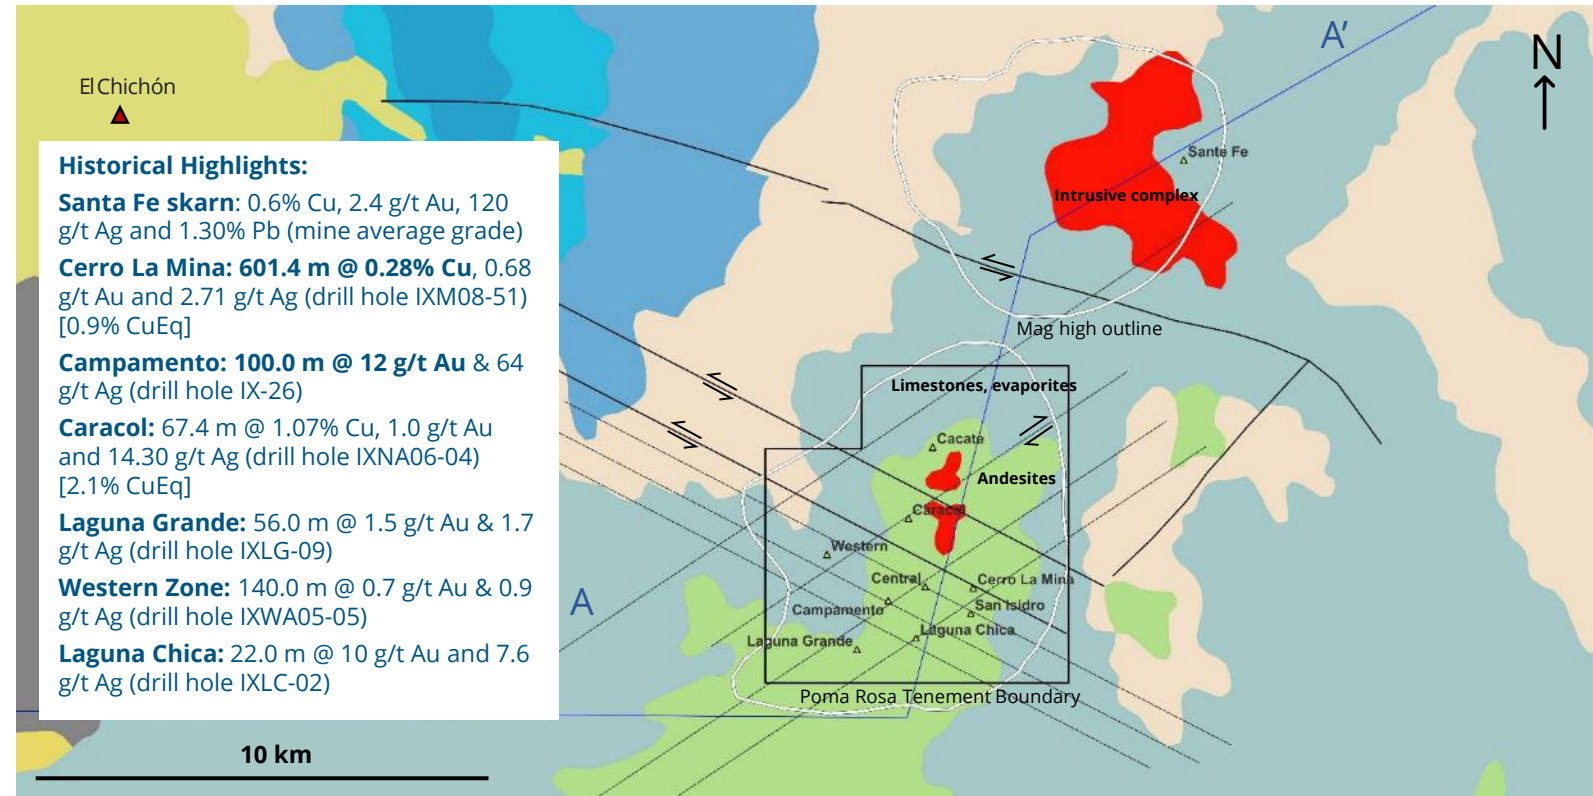 A'
N
El Chichón
Historical Highlights:
Santa Fe skarn: 0.6% Cu, 2.4 g/t Au, 120
g/t Ag and 1.30% Pb (mine average grade)
Cerro La Mina: 601.4 m @ 0.28% Cu, 0.68
g/t Au and 2.71 g/t Ag (drill hole IXM08-51)
[0.9% CuEq]
Campamento: 100.0 m @ 12 g/t Au & 64
g/t Ag (drill hole IX-26)
Caracol: 67.4 m @ 1.07% Cu, 1.0 g/t Au
and 14.30 g/t Ag (drill hole IXNA06-04)
[2.1% CuEq]
Laguna Grande: 56.0 m @ 1.5 g/t Au & 1.7
g/t Ag (drill hole IXLG-09)
Western Zone: 140.0 m @ 0.7 g/t Au & 0.9
g/t Ag (drill hole IXWA05-05)
Laguna Chica: 22.0 m @ 10 g/t Au and 7.6
g/t Ag (drill hole IXLC-02)
10 km
Sante Fe
Intrusive complex
Mag high outline
Limestones, evaporites
Cacate
Andesites
Caracol
Western
Central
Cerro La Mina
Campamento
San Isidro
A
Laguna Chica
Laguna Grande
Poma Rosa Tenement Boundary